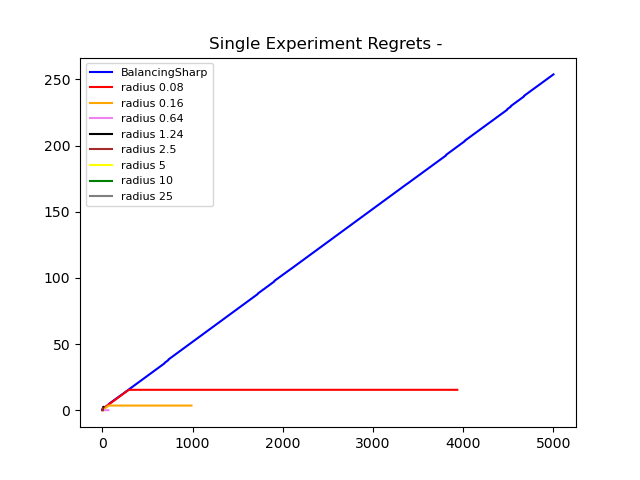 Single Experiment Regrets -
250
200
150
100
50
0
BalancingSharp
radius 0.08
radius 0.16
radius 0.64
radius 1.24
radius 2.5
radius 5
radius 10
radius 25
0 1000 2000 3000 4000 5000